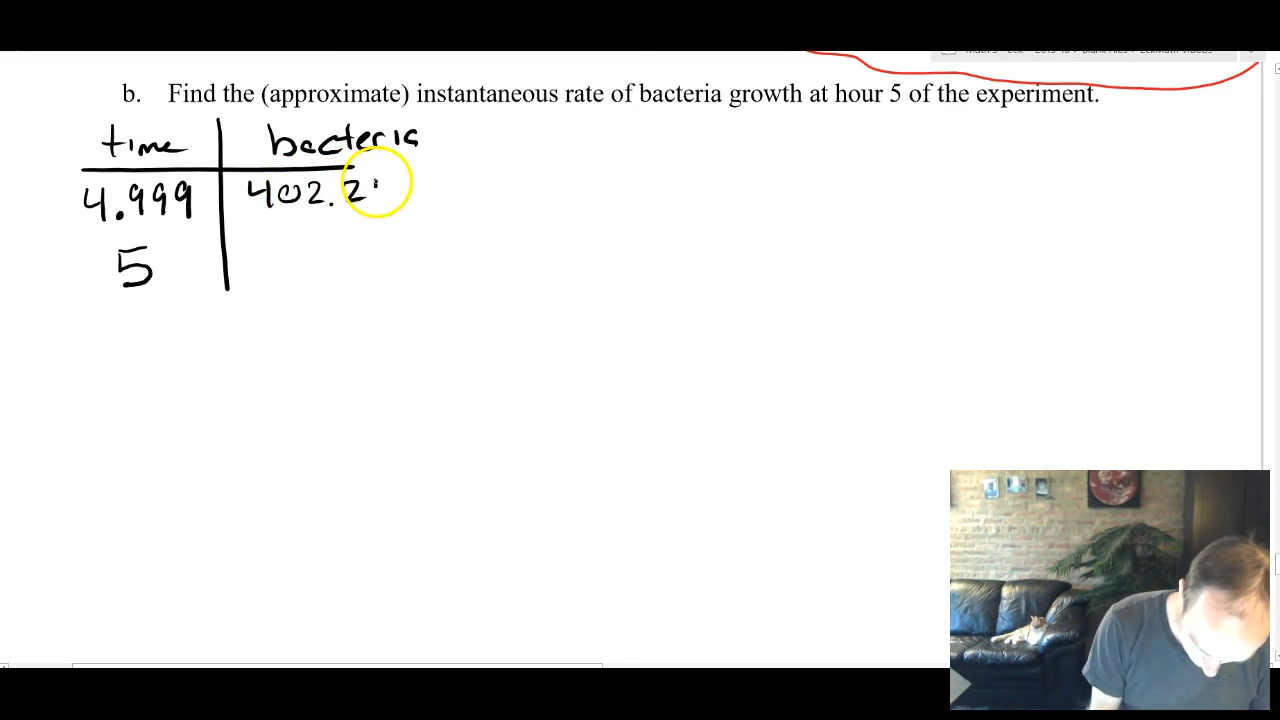 b. Find the (approximate) instantaneous rate of bacteria growth at hour 5 of the experiment.
time bacteria
4.999 402.2
5